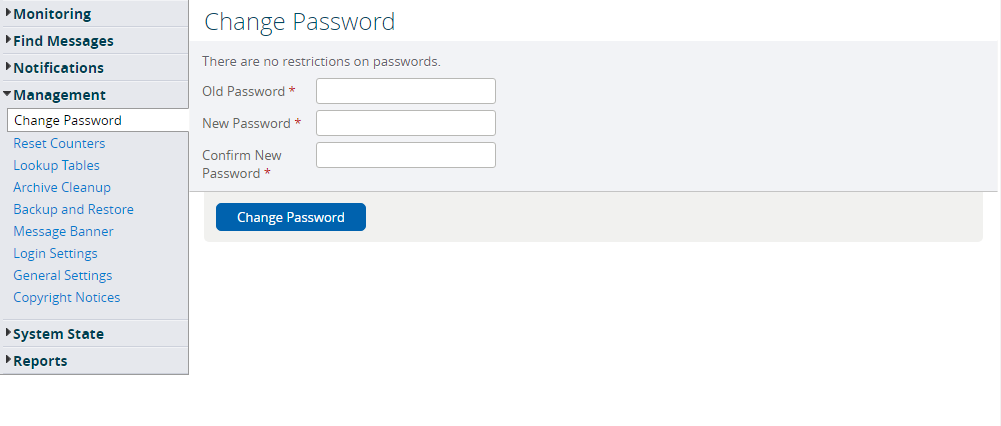 Monitoring
Find Messages
Notifications
Management
Change Password
Reset Counters
Lookup Tables
Archive Cleanup
Backup and Restore
Message Banner
Login Settings
General Settings
Copyright Notices
System State
Reports
Change Password
There are no restrictions on passwords.
Old Password *
New Password *
Confirm New
Password *
Change Password